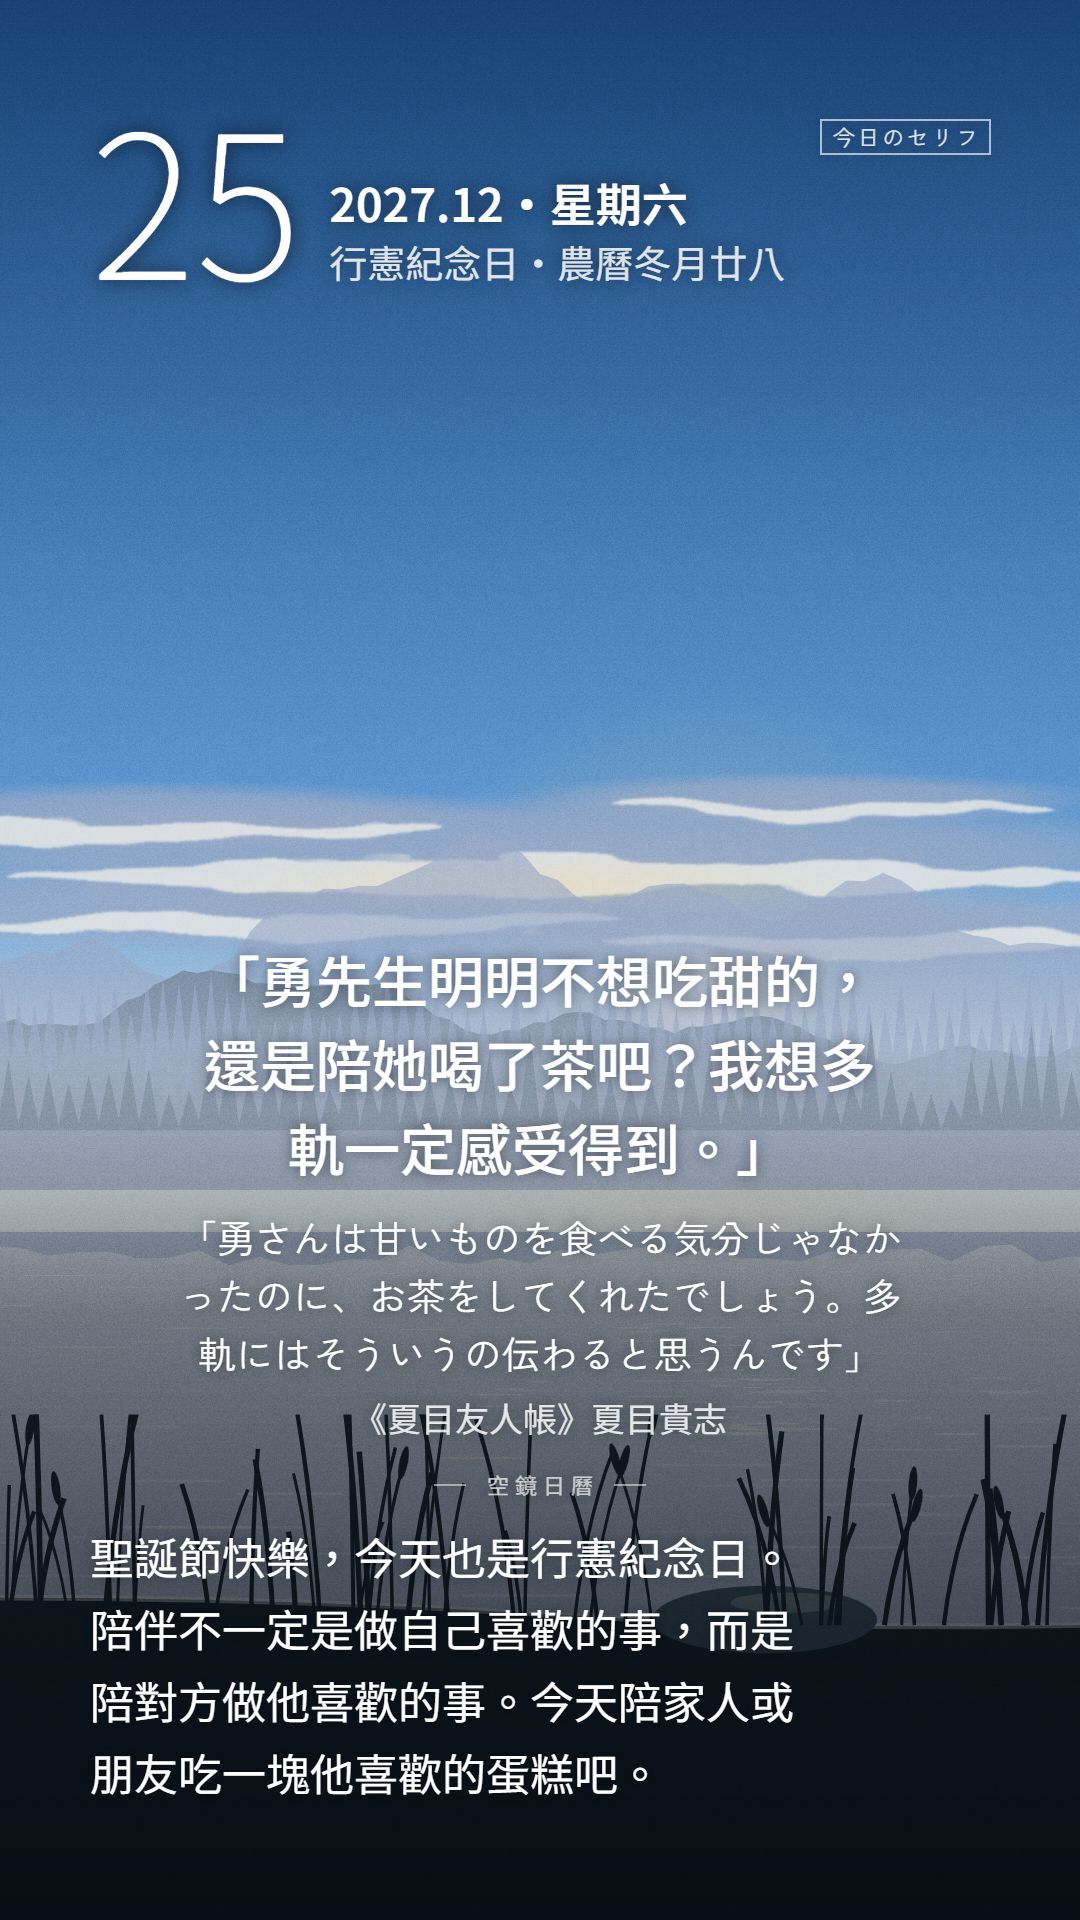 今日のセリフ
25
2027.12・星期六
行憲紀念日・農曆冬月廿八
「勇先生明明不想吃甜的，
還是陪她喝了茶吧？我想多
軌一定感受得到。」
「勇さんは甘いものを食べる気分じゃなか
ったのに、お茶をしてくれたでしょう。多
軌にはそういうの伝わると思うんです」
《夏目友人帳》夏目貴志
空鏡日曆
聖誕節快樂，今天也是行憲紀念日。
陪伴不一定是做自己喜歡的事，而是
陪對方做他喜歡的事。今天陪家人或
朋友吃一塊他喜歡的蛋糕吧。